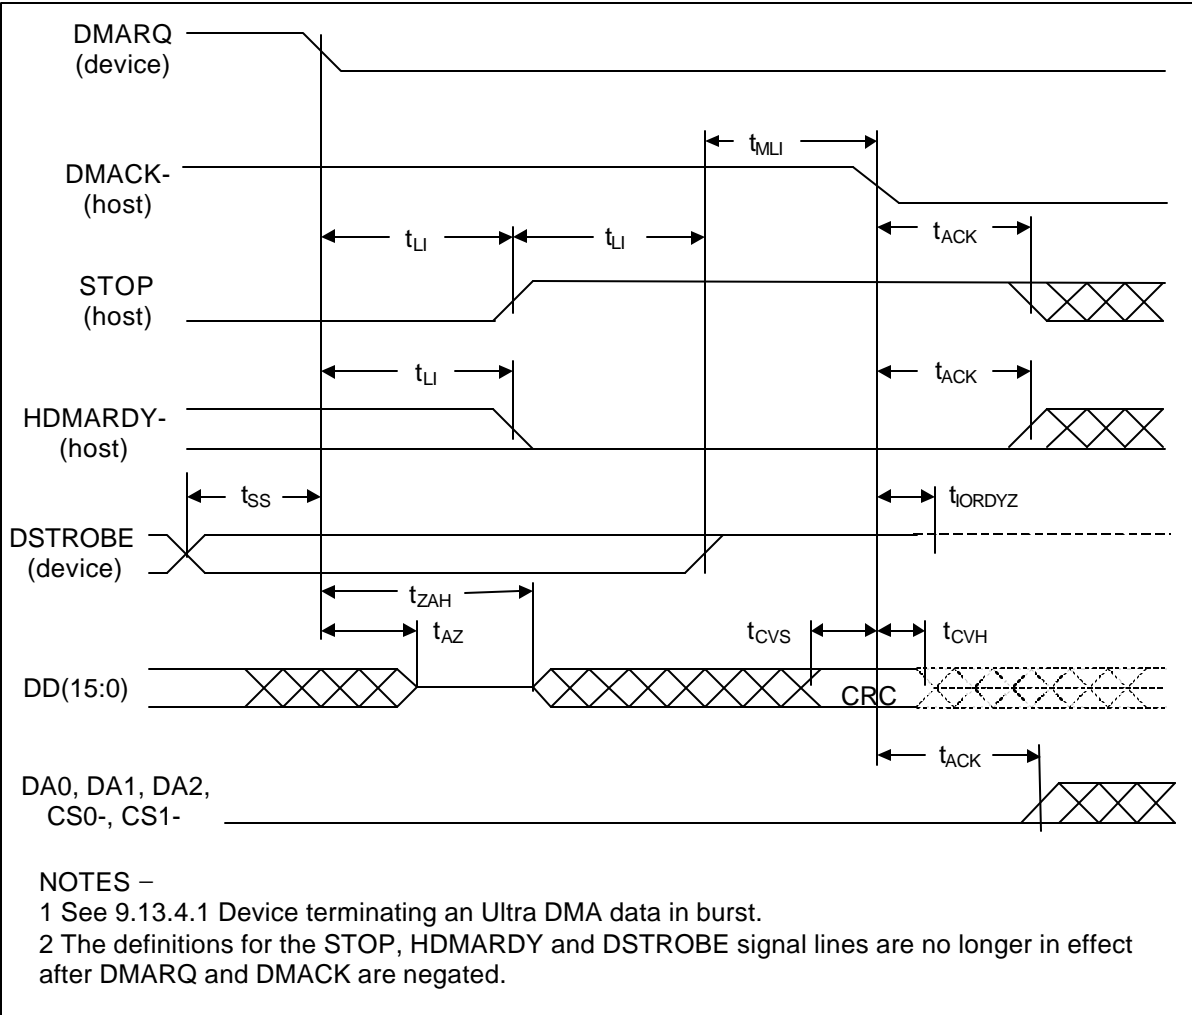 DMARQ
(device)
tMLI
DMACK-
(host)
tLI
tLI
tACK
STOP
(host)
tLI
tACK
HDMARDY-
(host)
tSS
tIORDYZ
DSTROBE
(device)
tZAH
tAZ
tCVS
tCVH
DD(15:0)
CRC
tACK
DA0, DA1, DA2,
CS0-, CS1-
NOTES –
1 See 9.13.4.1 Device terminating an Ultra DMA data in burst.
2 The definitions for the STOP, HDMARDY and DSTROBE signal lines are no longer in effect
after DMARQ and DMACK are negated.